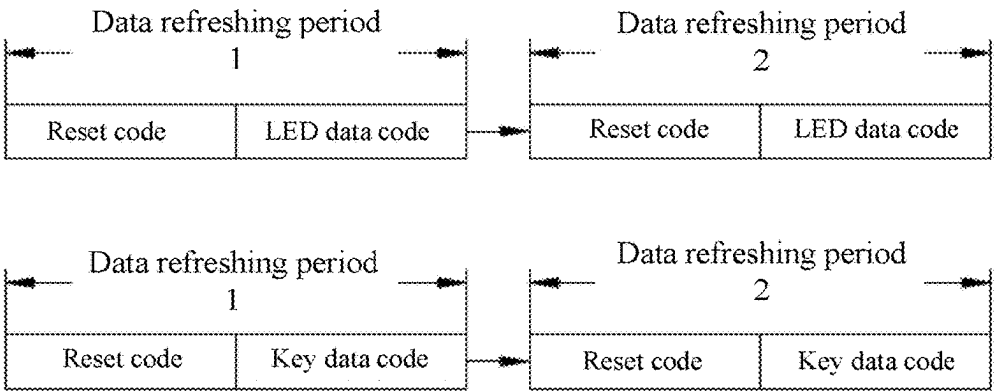 Data refreshing period
1
Data refreshing period
2
Reset code
LED data code
Reset code
LED data code
Data refreshing period
1
Data refreshing period
2
Reset code
Key data code
Reset code
Key data code